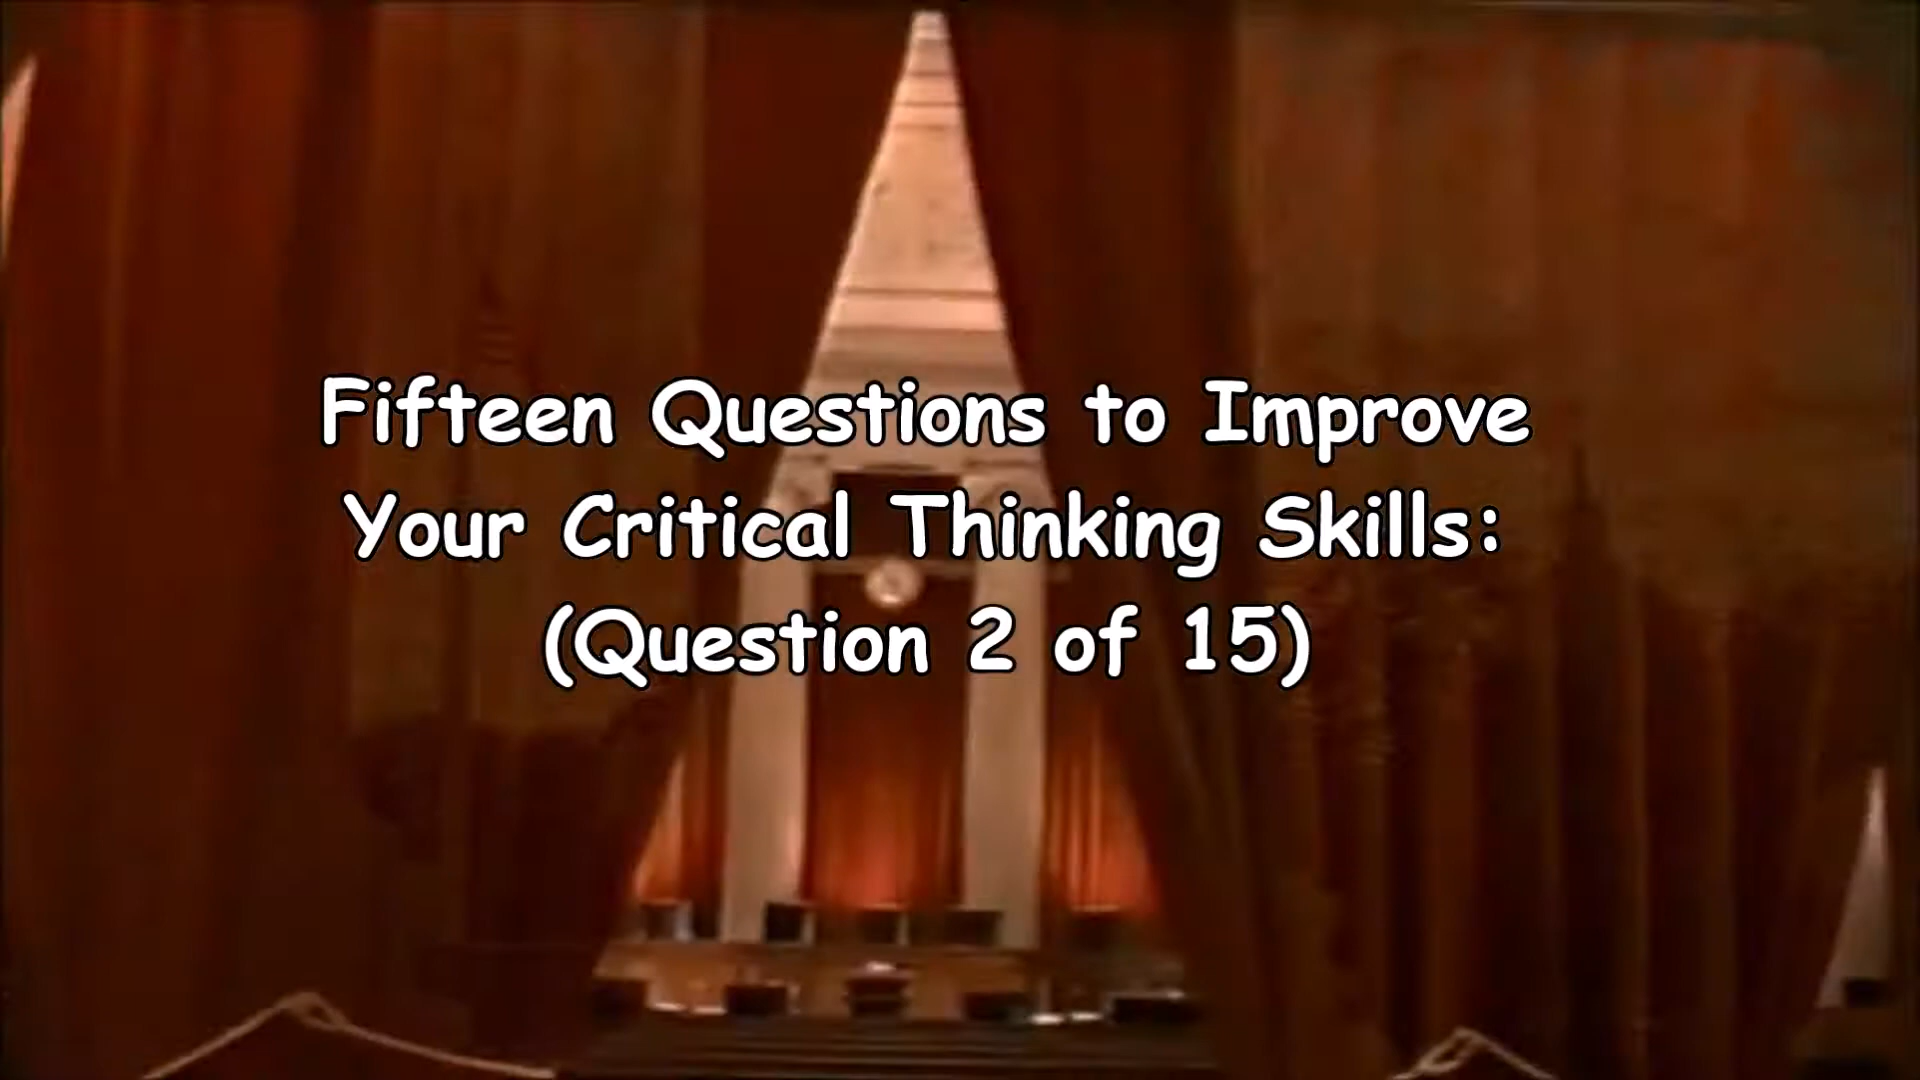 Fifteen Questions to Improve
Your Critical Thinking Skills:
(Question 2 of 15)